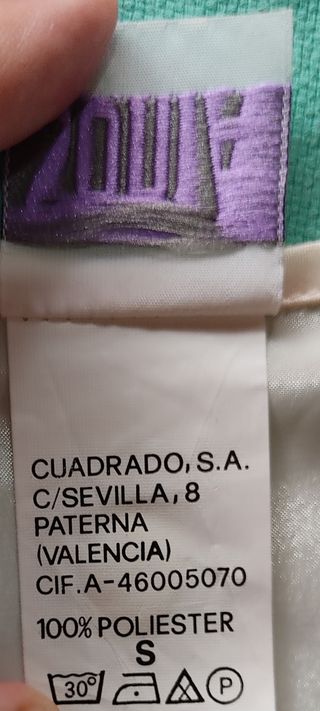 CUADRADO, S.A.
C/SEVILLA, 8
PATERNA
(VALENCIA)
CIF. A-46005070
100% POLIESTER
S
30° P